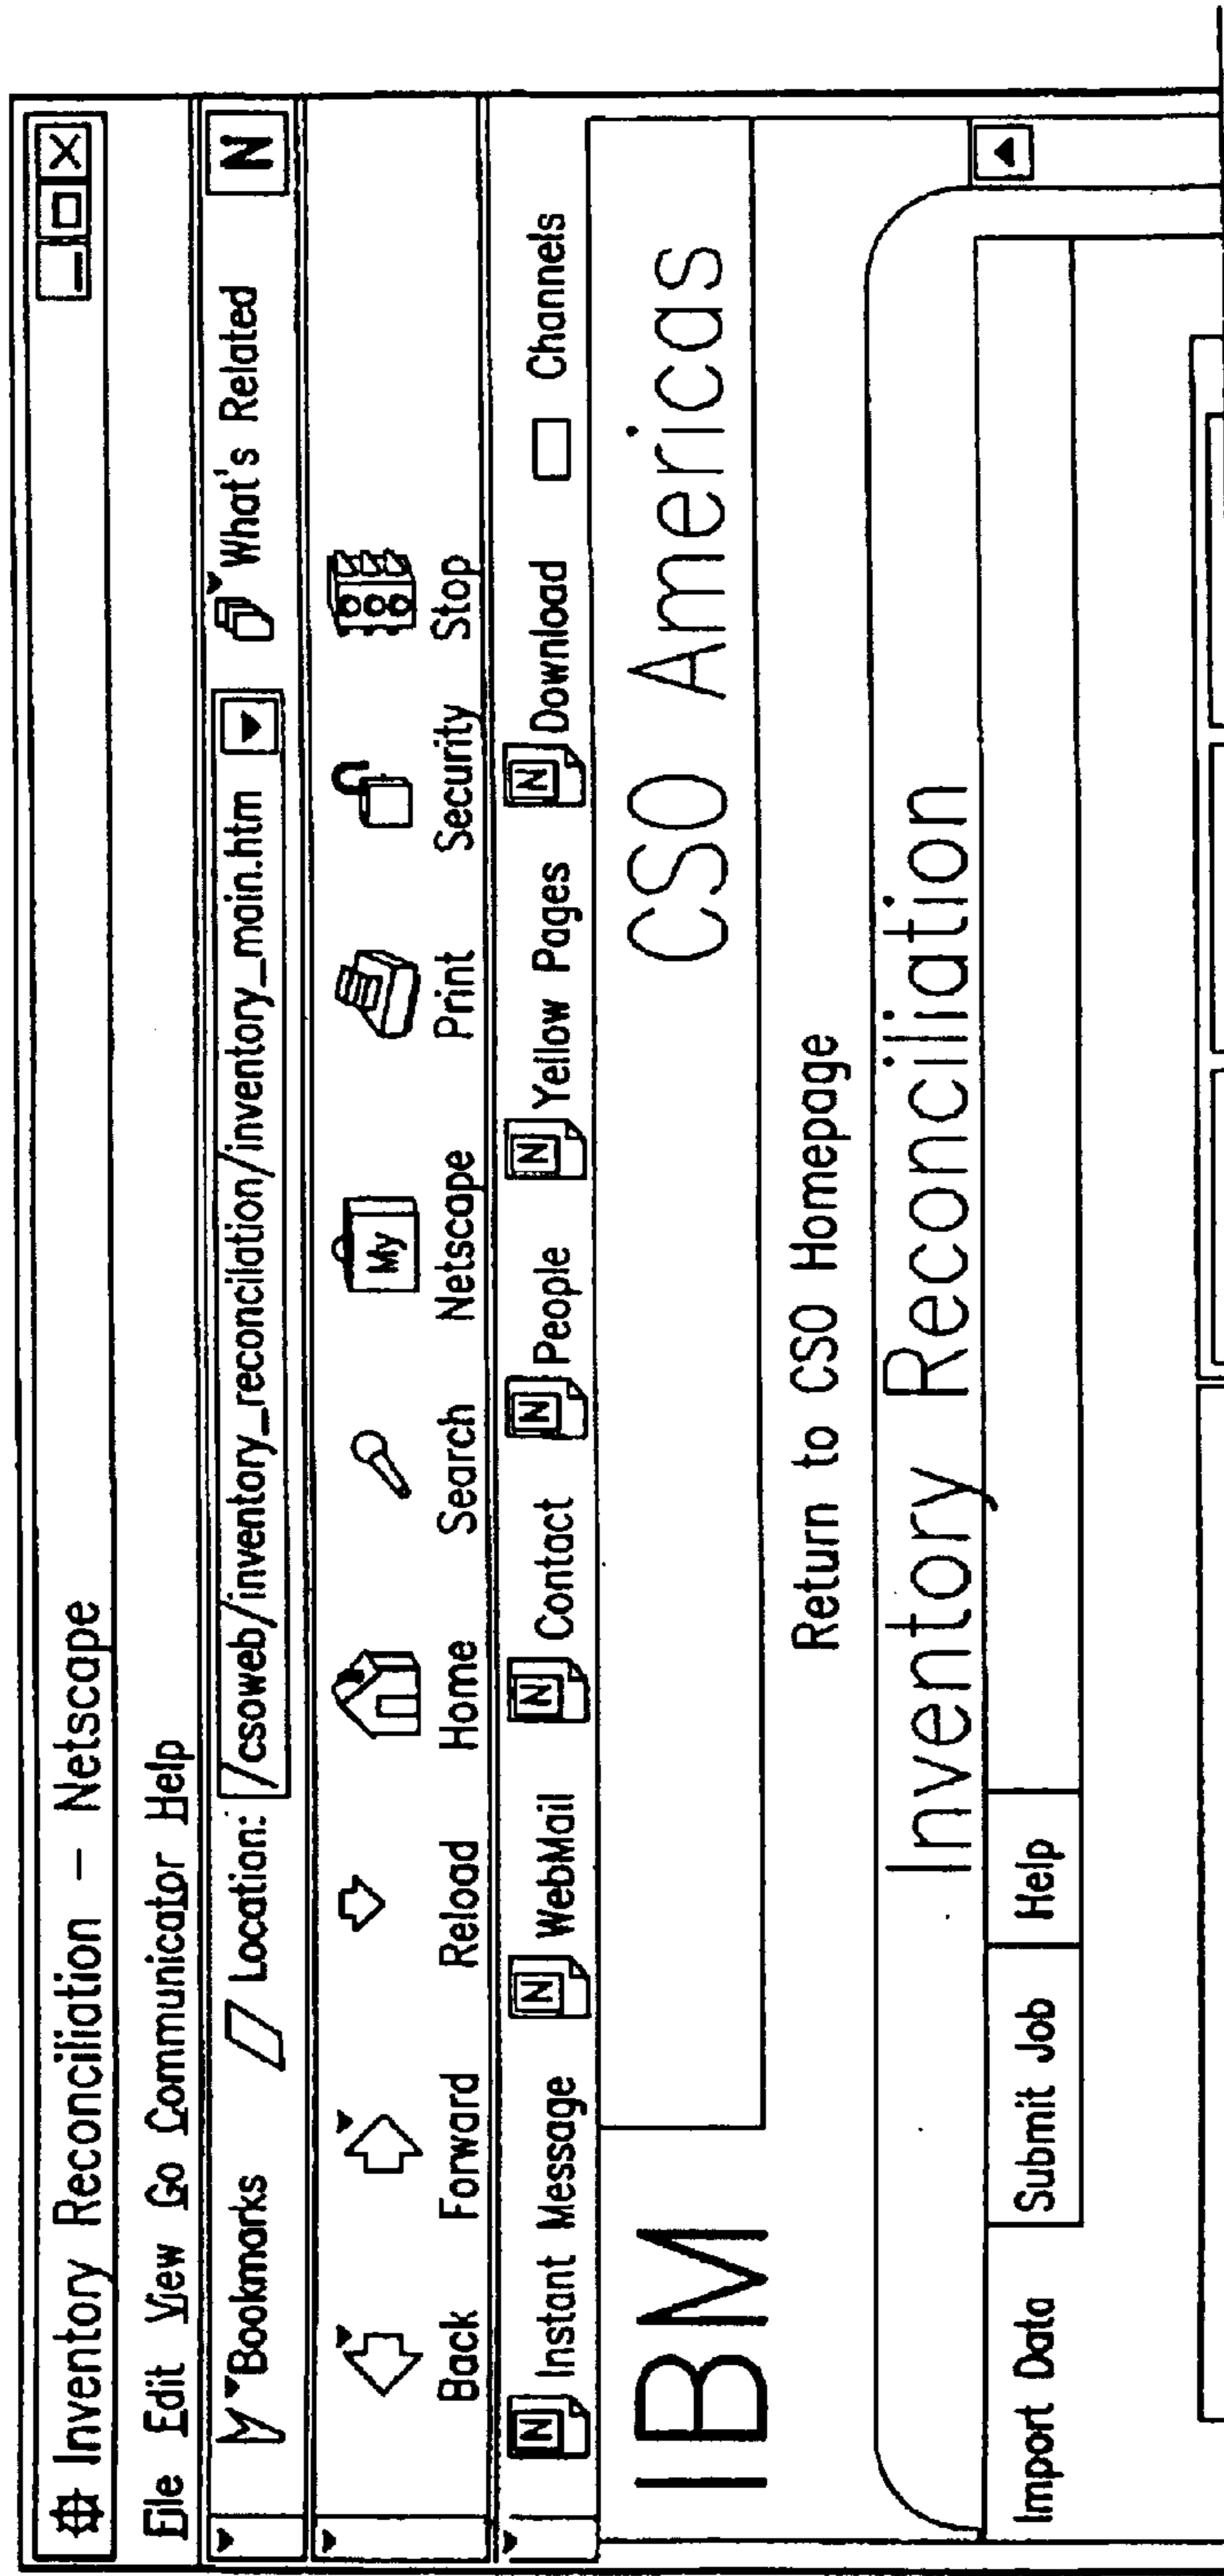 Inventory Reconciliation – Netscape
File Edit View Go Communicator Help
Bookmarks Location: /csoweb/inventory_reconcilation/inventory_main.htm What's Related N
Back Forward Reload Home Search My Netscape Print Security Stop
N Instant Message N WebMail N Contact N People N Yellow Pages N Download Channels
IBM CSO Americas
Return to CSO Homepage
Inventory Reconciliation
Import Data Submit Job Help